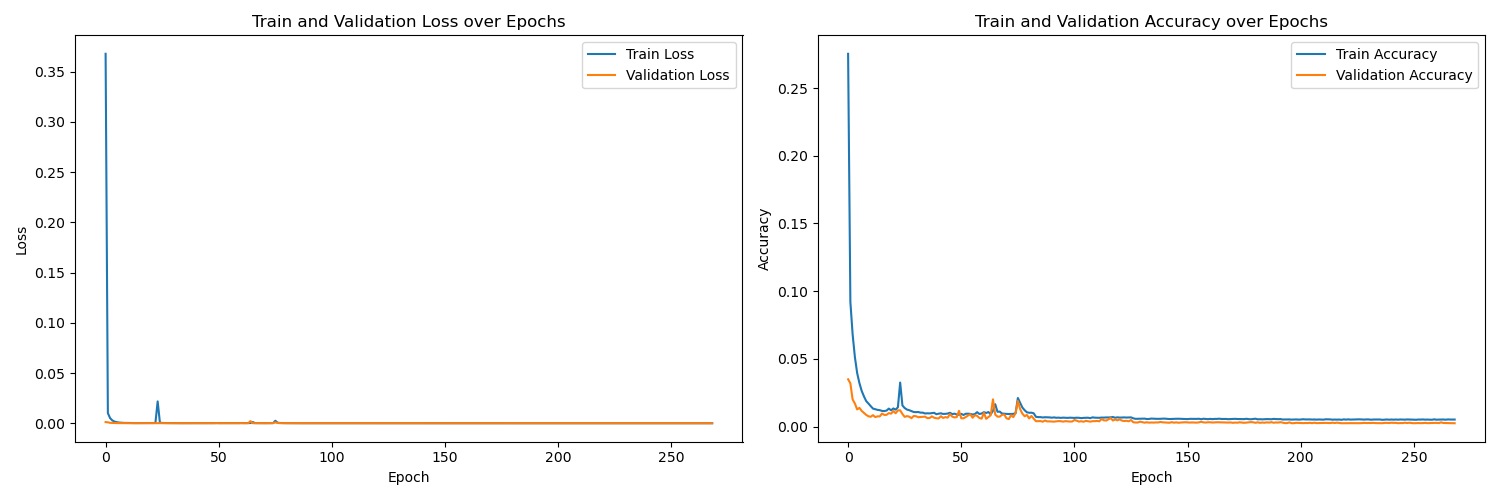 Train and Validation Loss over Epochs
Train Loss
Validation Loss
0.35
0.30
0.25
0.20
0.15
0.10
0.05
0.00
Loss
0
50
100
150
200
250
Epoch
Train and Validation Accuracy over Epochs
Train Accuracy
Validation Accuracy
0.25
0.20
0.15
0.10
0.05
0.00
Accuracy
0
50
100
150
200
250
Epoch